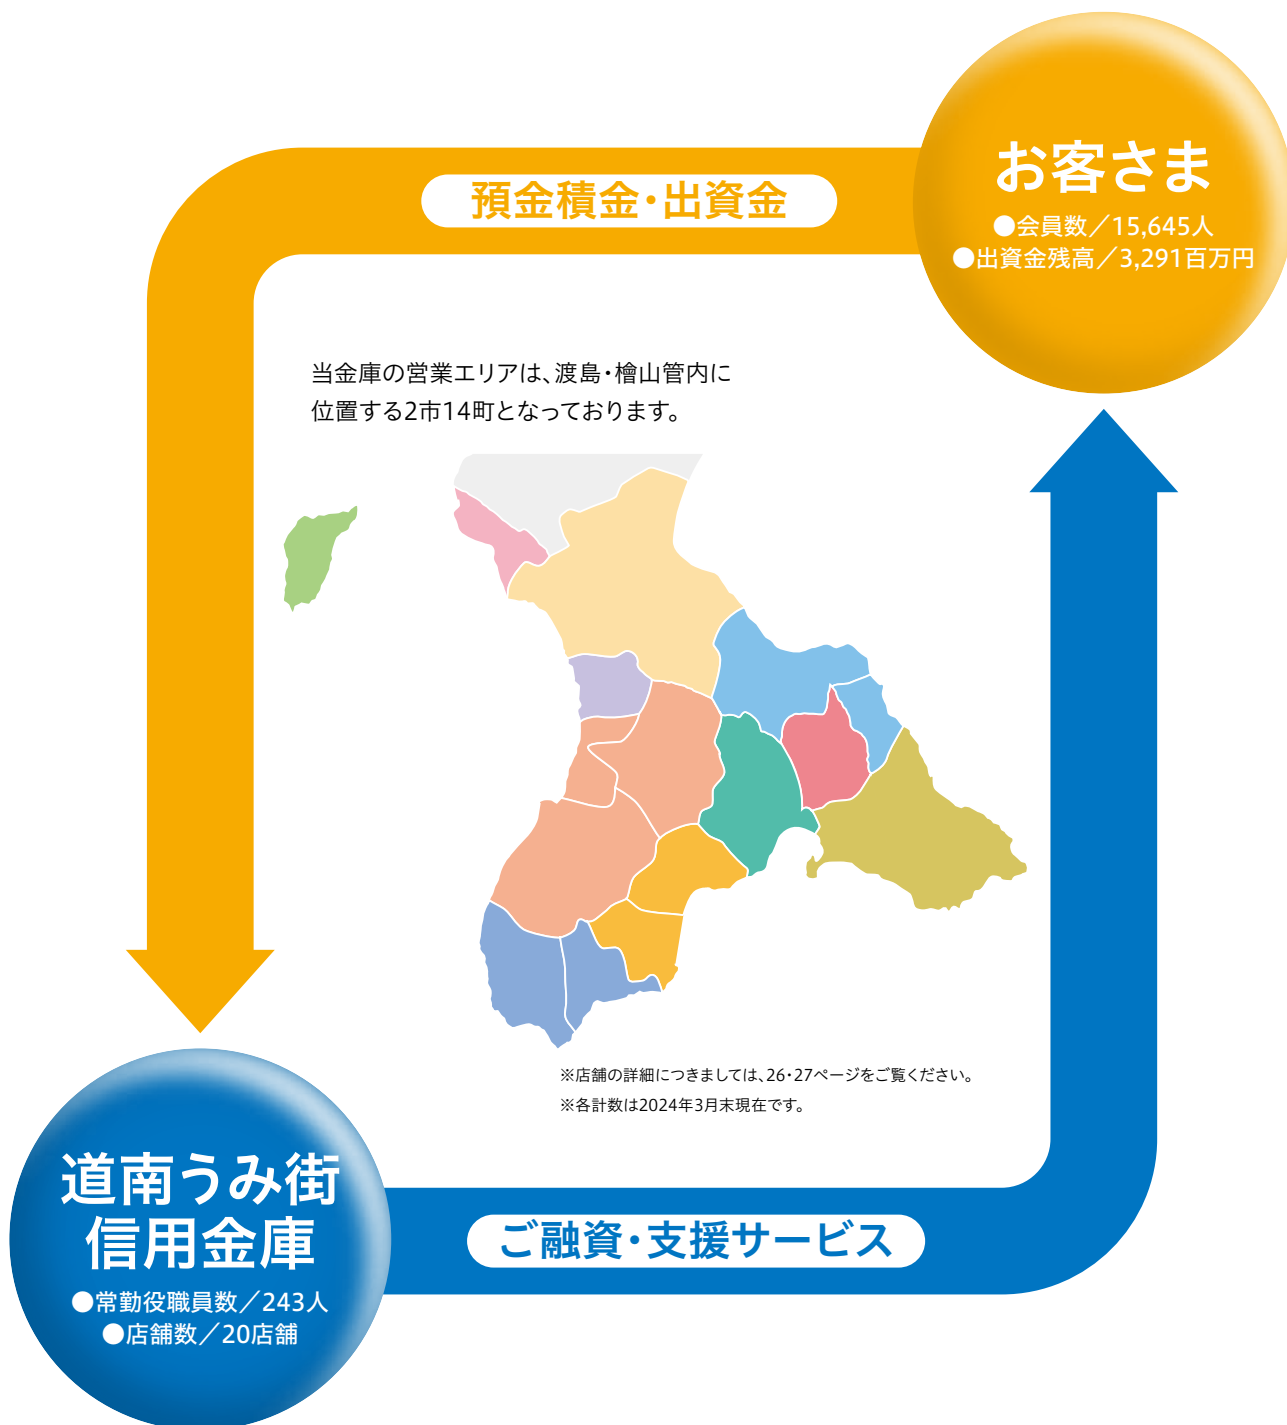 お客さま
●会員数／15,645人
●出資金残高／3,291百万円
預金積金・出資金
当金庫の営業エリアは、渡島・檜山管内に
位置する2市14町となっております。
※店舗の詳細につきましては、26・27ページをご覧ください。
※各計数は2024年3月末現在です。
道南うみ街
信用金庫
●常勤役職員数／243人
●店舗数／20店舗
ご融資・支援サービス